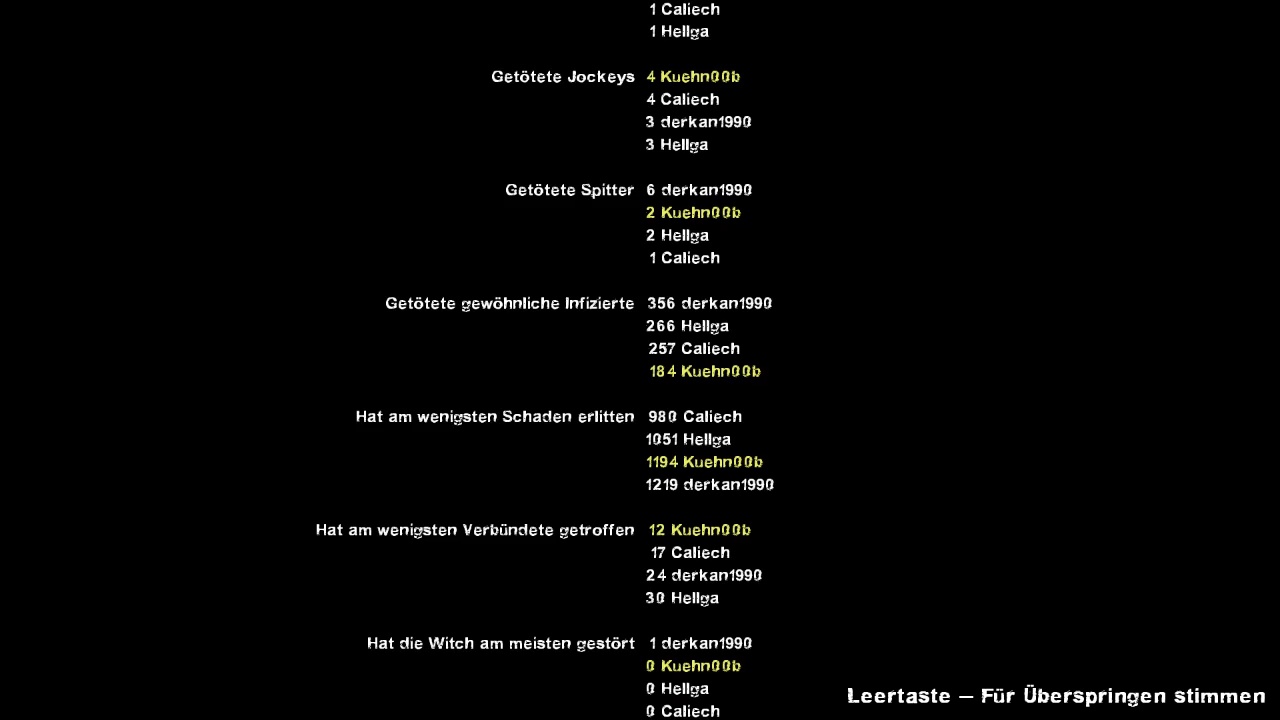 1 Caliech
1 Hellga
Getötete Jockeys 4 Kuehn00b
4 Caliech
3 derkan1990
3 Hellga
Getötete Spitter 6 derkan1990
2 Kuehn00b
2 Hellga
1 Caliech
Getötete gewöhnliche Infizierte 356 derkan1990
266 Hellga
257 Caliech
184 Kuehn00b
Hat am wenigsten Schaden erlitten 980 Caliech
1051 Hellga
1194 Kuehn00b
1219 derkan1990
Hat am wenigsten Verbündete getroffen 12 Kuehn00b
17 Caliech
24 derkan1990
30 Hellga
Hat die Witch am meisten gestört 1 derkan1990
0 Kuehn00b
0 Hellga
0 Caliech
Leertaste – Für Überspringen stimmen